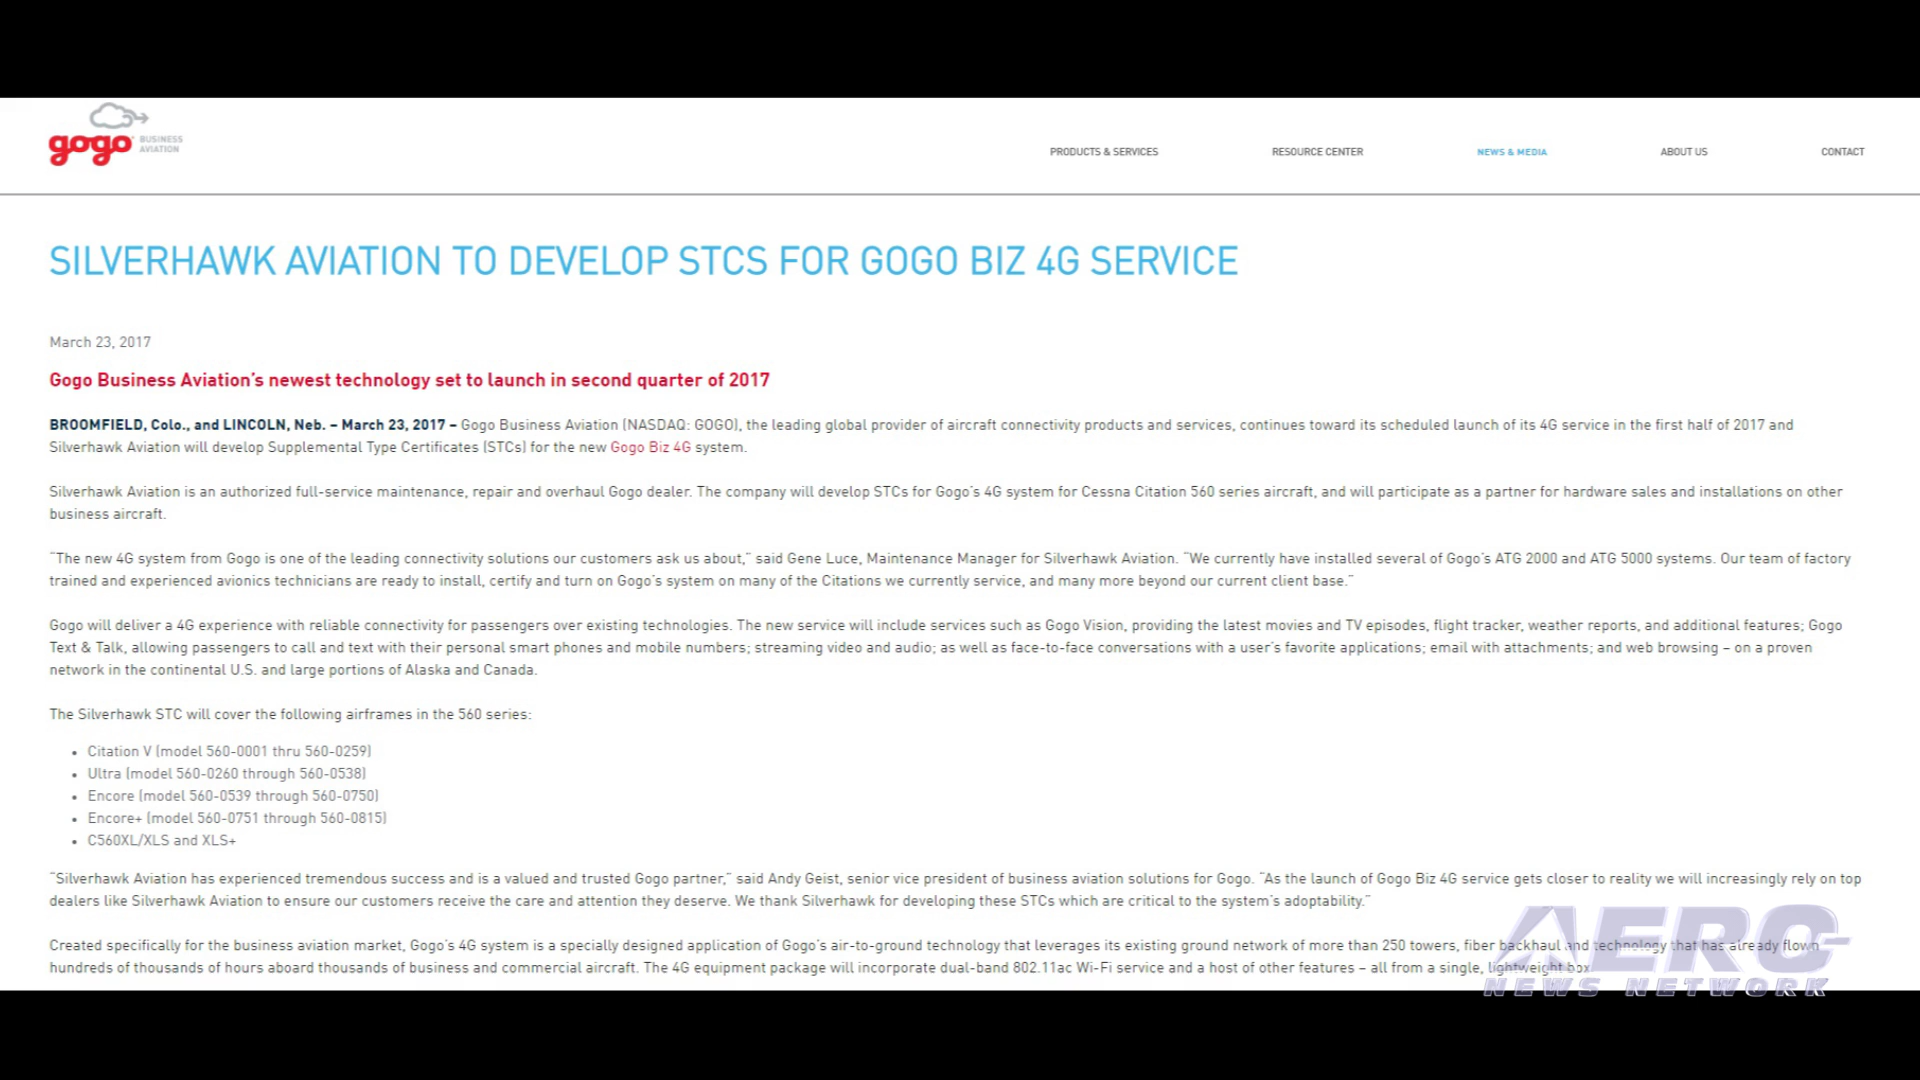 gogo BUSINESS AVIATION
PRODUCTS & SERVICES RESOURCE CENTER NEWS & MEDIA ABOUT US CONTACT
SILVERHAWK AVIATION TO DEVELOP STCS FOR GOGO BIZ 4G SERVICE
March 23, 2017
Gogo Business Aviation's newest technology set to launch in second quarter of 2017
BROOMFIELD, Colo., and LINCOLN, Neb. – March 23, 2017 – Gogo Business Aviation (NASDAQ: GOGO), the leading global provider of aircraft connectivity products and services, continues toward its scheduled launch of its 4G service in the first half of 2017 and
Silverhawk Aviation will develop Supplemental Type Certificates (STCs) for the new Gogo Biz 4G system.
Silverhawk Aviation is an authorized full-service maintenance, repair and overhaul Gogo dealer. The company will develop STCs for Gogo's 4G system for Cessna Citation 560 series aircraft, and will participate as a partner for hardware sales and installations on other
business aircraft.
"The new 4G system from Gogo is one of the leading connectivity solutions our customers ask us about," said Gene Luce, Maintenance Manager for Silverhawk Aviation. "We currently have installed several of Gogo's ATG 2000 and ATG 5000 systems. Our team of factory
trained and experienced avionics technicians are ready to install, certify and turn on Gogo's system on many of the Citations we currently service, and many more beyond our current client base."
Gogo will deliver a 4G experience with reliable connectivity for passengers over existing technologies. The new service will include services such as Gogo Vision, providing the latest movies and TV episodes, flight tracker, weather reports, and additional features; Gogo
Text & Talk, allowing passengers to call and text with their personal smart phones and mobile numbers; streaming video and audio; as well as face-to-face conversations with a user's favorite applications; email with attachments; and web browsing – on a proven
network in the continental U.S. and large portions of Alaska and Canada.
The Silverhawk STC will cover the following airframes in the 560 series:
• Citation V (model 560-0001 thru 560-0259)
• Ultra (model 560-0260 through 560-0538)
• Encore (model 560-0539 through 560-0750)
• Encore+ (model 560-0751 through 560-0815)
• C560XL/XLS and XLS+
"Silverhawk Aviation has experienced tremendous success and is a valued and trusted Gogo partner," said Andy Geist, senior vice president of business aviation solutions for Gogo. "As the launch of Gogo Biz 4G service gets closer to reality we will increasingly rely on top
dealers like Silverhawk Aviation to ensure our customers receive the care and attention they deserve. We thank Silverhawk for developing these STCs which are critical to the system's adoptability."
Created specifically for the business aviation market, Gogo's 4G system is a specially designed application of Gogo's air-to-ground technology that leverages its existing ground network of more than 250 towers, fiber backhaul and technology that has already flown
hundreds of thousands of hours aboard thousands of business and commercial aircraft. The 4G equipment package will incorporate dual-band 802.11ac Wi-Fi service and a host of other features – all from a single, lightweight box
AERO-
NEWS NETWORK